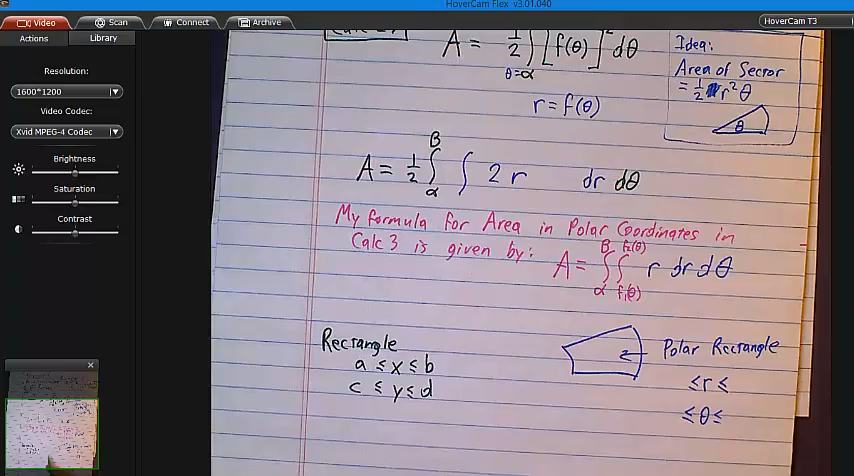 HoverCam Flex v3.01.040
Video Scan Connect Archive HoverCam T3
Actions Library
Resolution:
1600*1200
Video Codec:
Xvid MPEG-4 Codec
Brightness
Saturation
Contrast
A = 1/2 ∫ θ=α [f(θ)]² dθ
r = f(θ)
Idea:
Area of Sector
= 1/2 r² θ
θ
A = 1/2 ∫ α B ∫ 2 r dr dθ
My formula for Area in Polar Coordinates in
Calc 3 is given by: A = ∫ α B ∫ f₁(θ) f₂(θ) r dr dθ
Rectangle
a ≤ x ≤ b
c ≤ y ≤ d
Polar Rectangle
≤ r ≤
≤ θ ≤